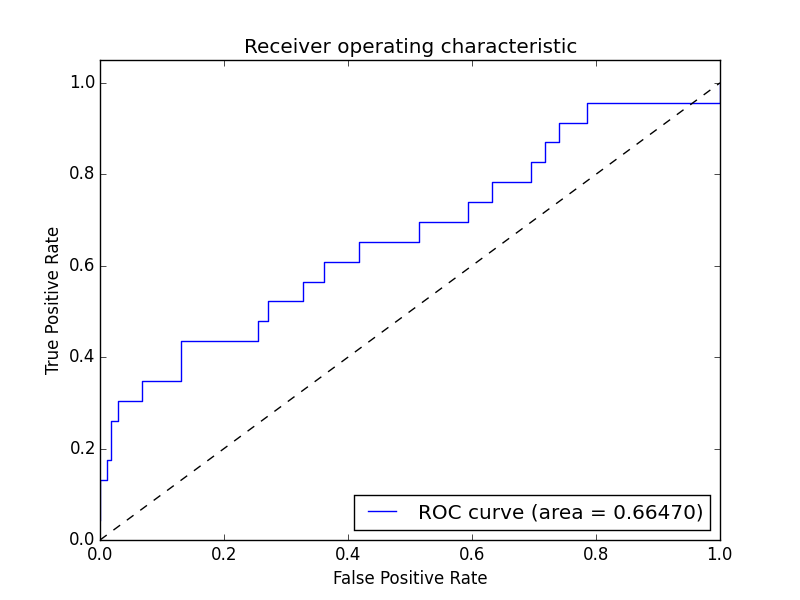 Receiver operating characteristic
1.0
0.8
0.6
0.4
0.2
0.0
True Positive Rate
ROC curve (area = 0.66470)
0.0 0.2 0.4 0.6 0.8 1.0
False Positive Rate